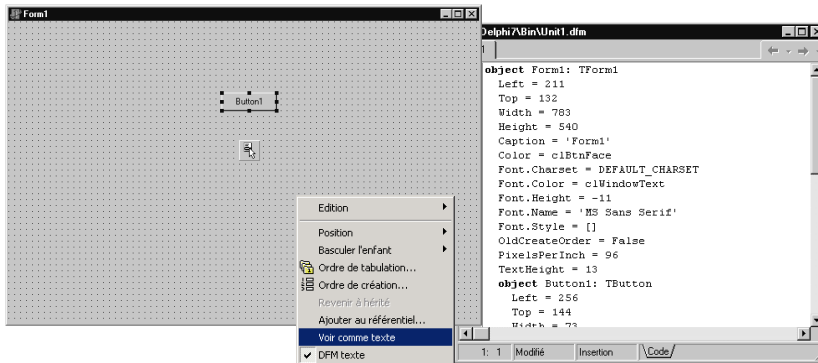 Form1
Button1
Edition
Position
Basculer l'enfant
Ordre de tabulation...
Ordre de création...
Revenir à hérité
Ajouter au référentiel...
Voir comme texte
DFM texte
Delphi7\Bin\Unit1.dfm
1
object Form1: TForm1
Left = 211
Top = 132
Width = 783
Height = 540
Caption = 'Form1'
Color = clBtnFace
Font.Charset = DEFAULT_CHARSET
Font.Color = clWindowText
Font.Height = -11
Font.Name = 'MS Sans Serif'
Font.Style = []
OldCreateOrder = False
PixelsPerInch = 96
TextHeight = 13
object Button1: TButton
Left = 256
Top = 144
Width = 73
1: 1 Modifié Insertion \Code/